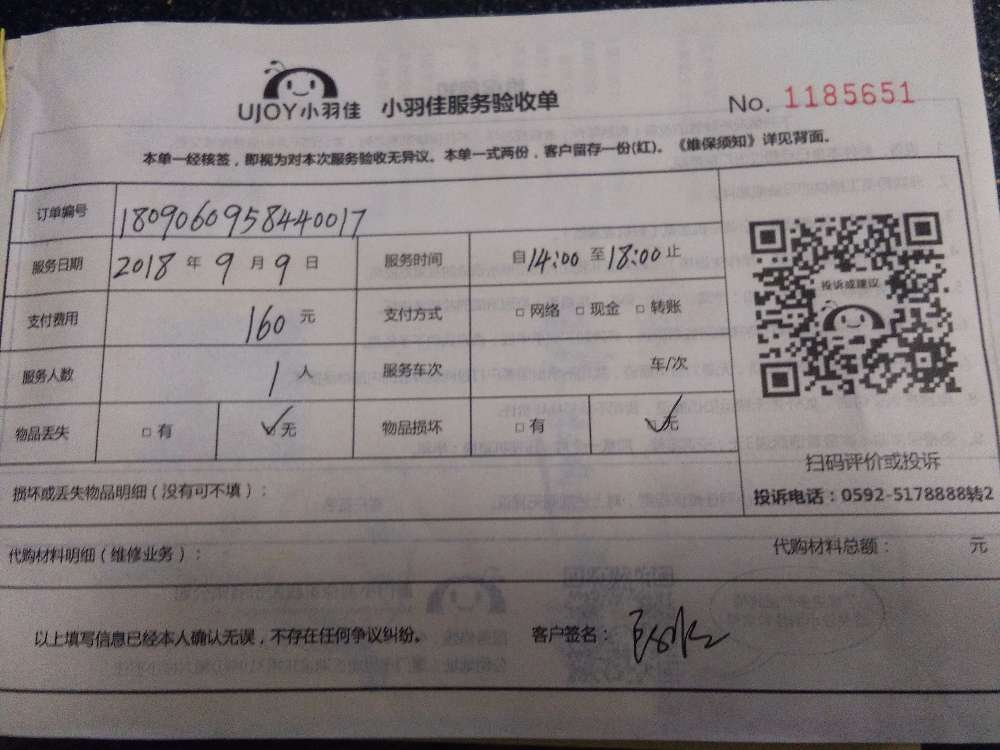 UJOY小羽佳 小羽佳服务验收单 No. 1185651
本单一经核签，即视为对本次服务验收无异议。本单一式两份，客户留存一份(红)。《维保须知》详见背面。
订单编号 1809060958440017
服务日期 2018 年 9 月 9 日 服务时间 自14:00 至18:00止
支付费用 160 元 支付方式 □ 网络 □ 现金 □ 转账
投诉或建议
服务人数 1 人 服务车次 车/次
物品丢失 □ 有 ☑无 物品损坏 □ 有 ☑无
扫码评价或投诉
损坏或丢失物品明细（没有可不填）：
投诉电话：0592-5178888转2
代购材料明细（维修业务）： 代购材料总额： 元
以上填写信息已经本人确认无误，不存在任何争议纠纷。 客户签名：